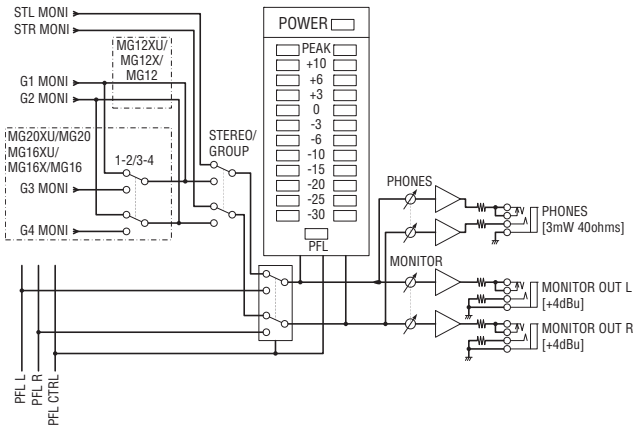 STL MONI
STR MONI
G1 MONI
G2 MONI
MG12XU/
MG12X/
MG12
MG20XU/MG20
MG16XU/
MG16X/MG16
1-2/3-4
G3 MONI
G4 MONI
STEREO/
GROUP
POWER
PEAK
+10
+6
+3
0
-3
-6
-10
-15
-20
-25
-30
PFL
PHONES
PHONES
[3mW 40ohms]
MONITOR
MONITOR OUT L
[+4dBu]
MONITOR OUT R
[+4dBu]
PFL L
PFL R
PFL CTRL